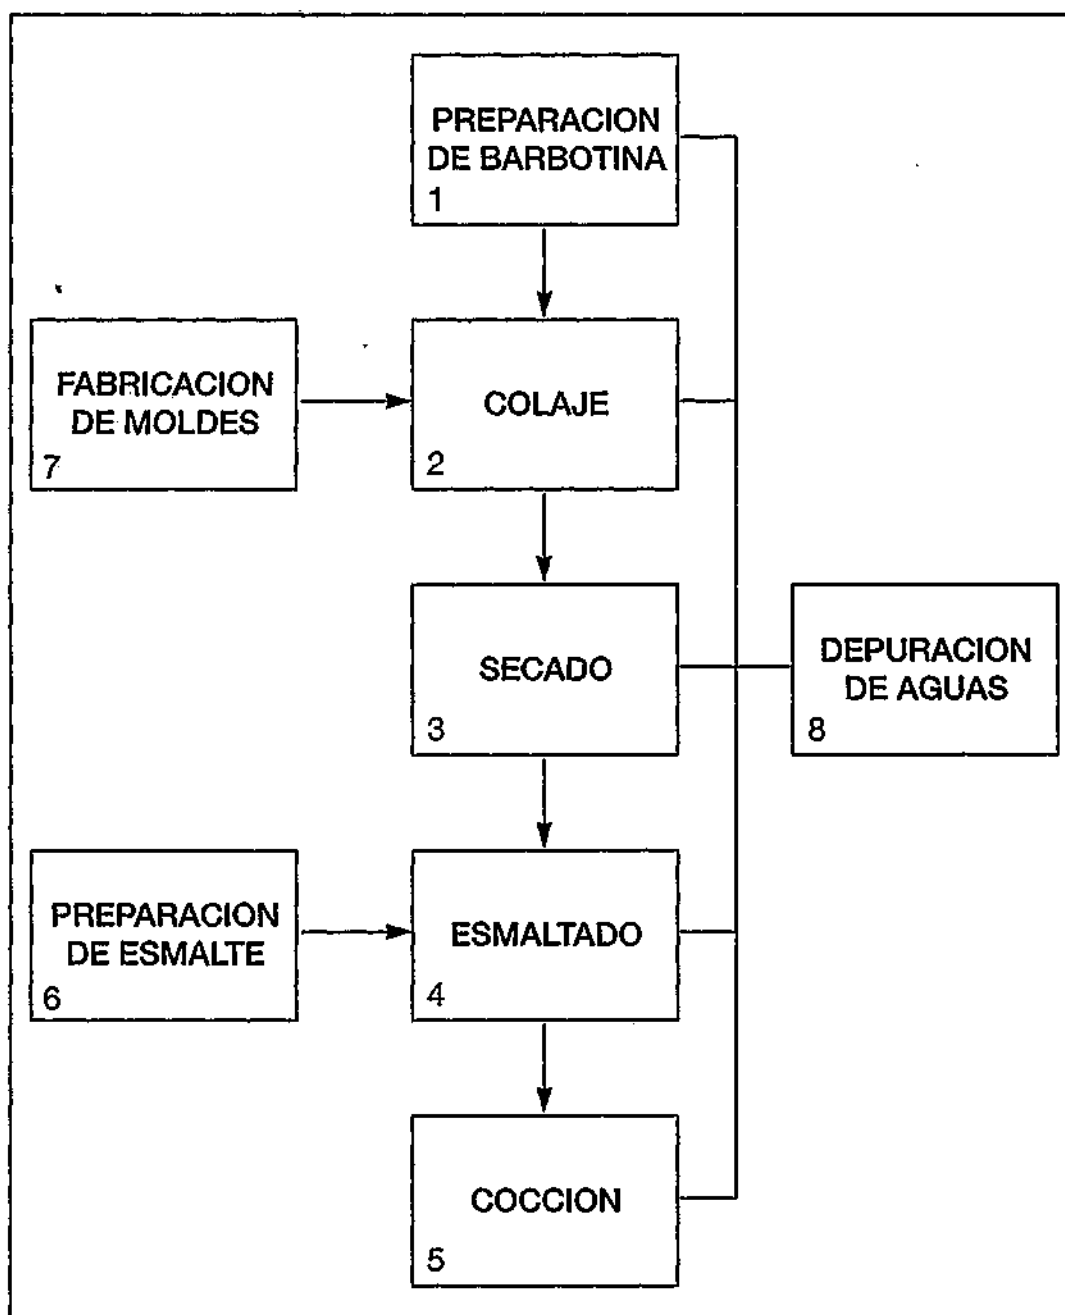 PREPARACION
DE BARBOTINA
1
FABRICACION
DE MOLDES
7
COLAJE
2
SECADO
3
DEPURACION
DE AGUAS
8
PREPARACION
DE ESMALTE
6
ESMALTADO
4
COCCION
5